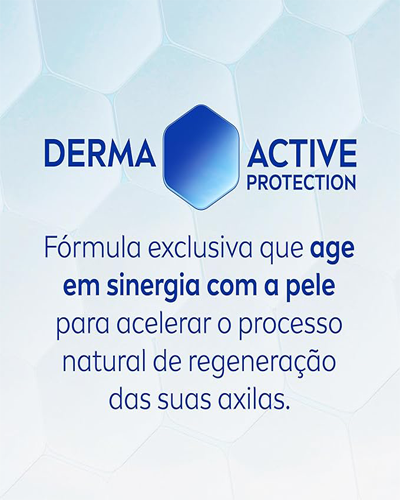 DERMA ACTIVE
PROTECTION
Fórmula exclusiva que age
em sinergia com a pele
para acelerar o processo
natural de regeneração
das suas axilas.